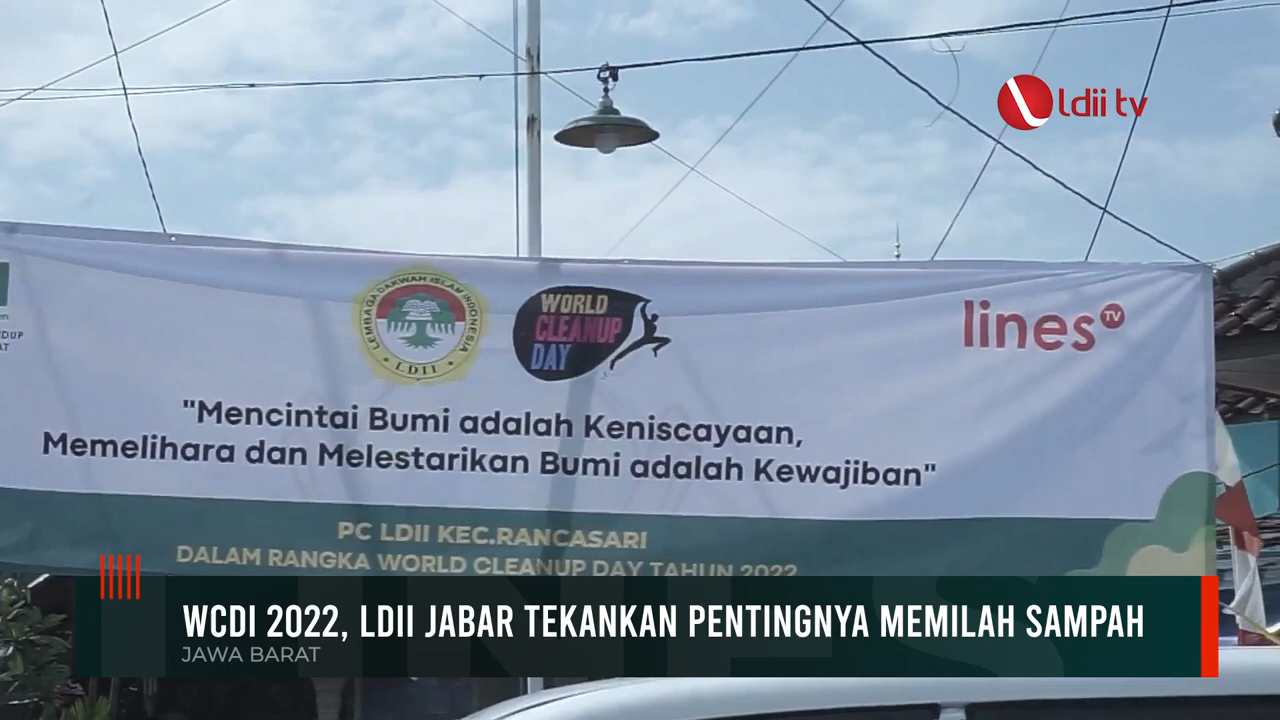 ldii tv
LEMBAGA DAKWAH ISLAM INDONESIA
LDII
WORLD
CLEANUP
DAY
lines TV
"Mencintai Bumi adalah Keniscayaan,
Memelihara dan Melestarikan Bumi adalah Kewajiban"
PC LDII KEC.RANCASARI
DALAM RANGKA WORLD CLEANUP DAY TAHUN 2022
WCDI 2022, LDII JABAR TEKANKAN PENTINGNYA MEMILAH SAMPAH
JAWA BARAT